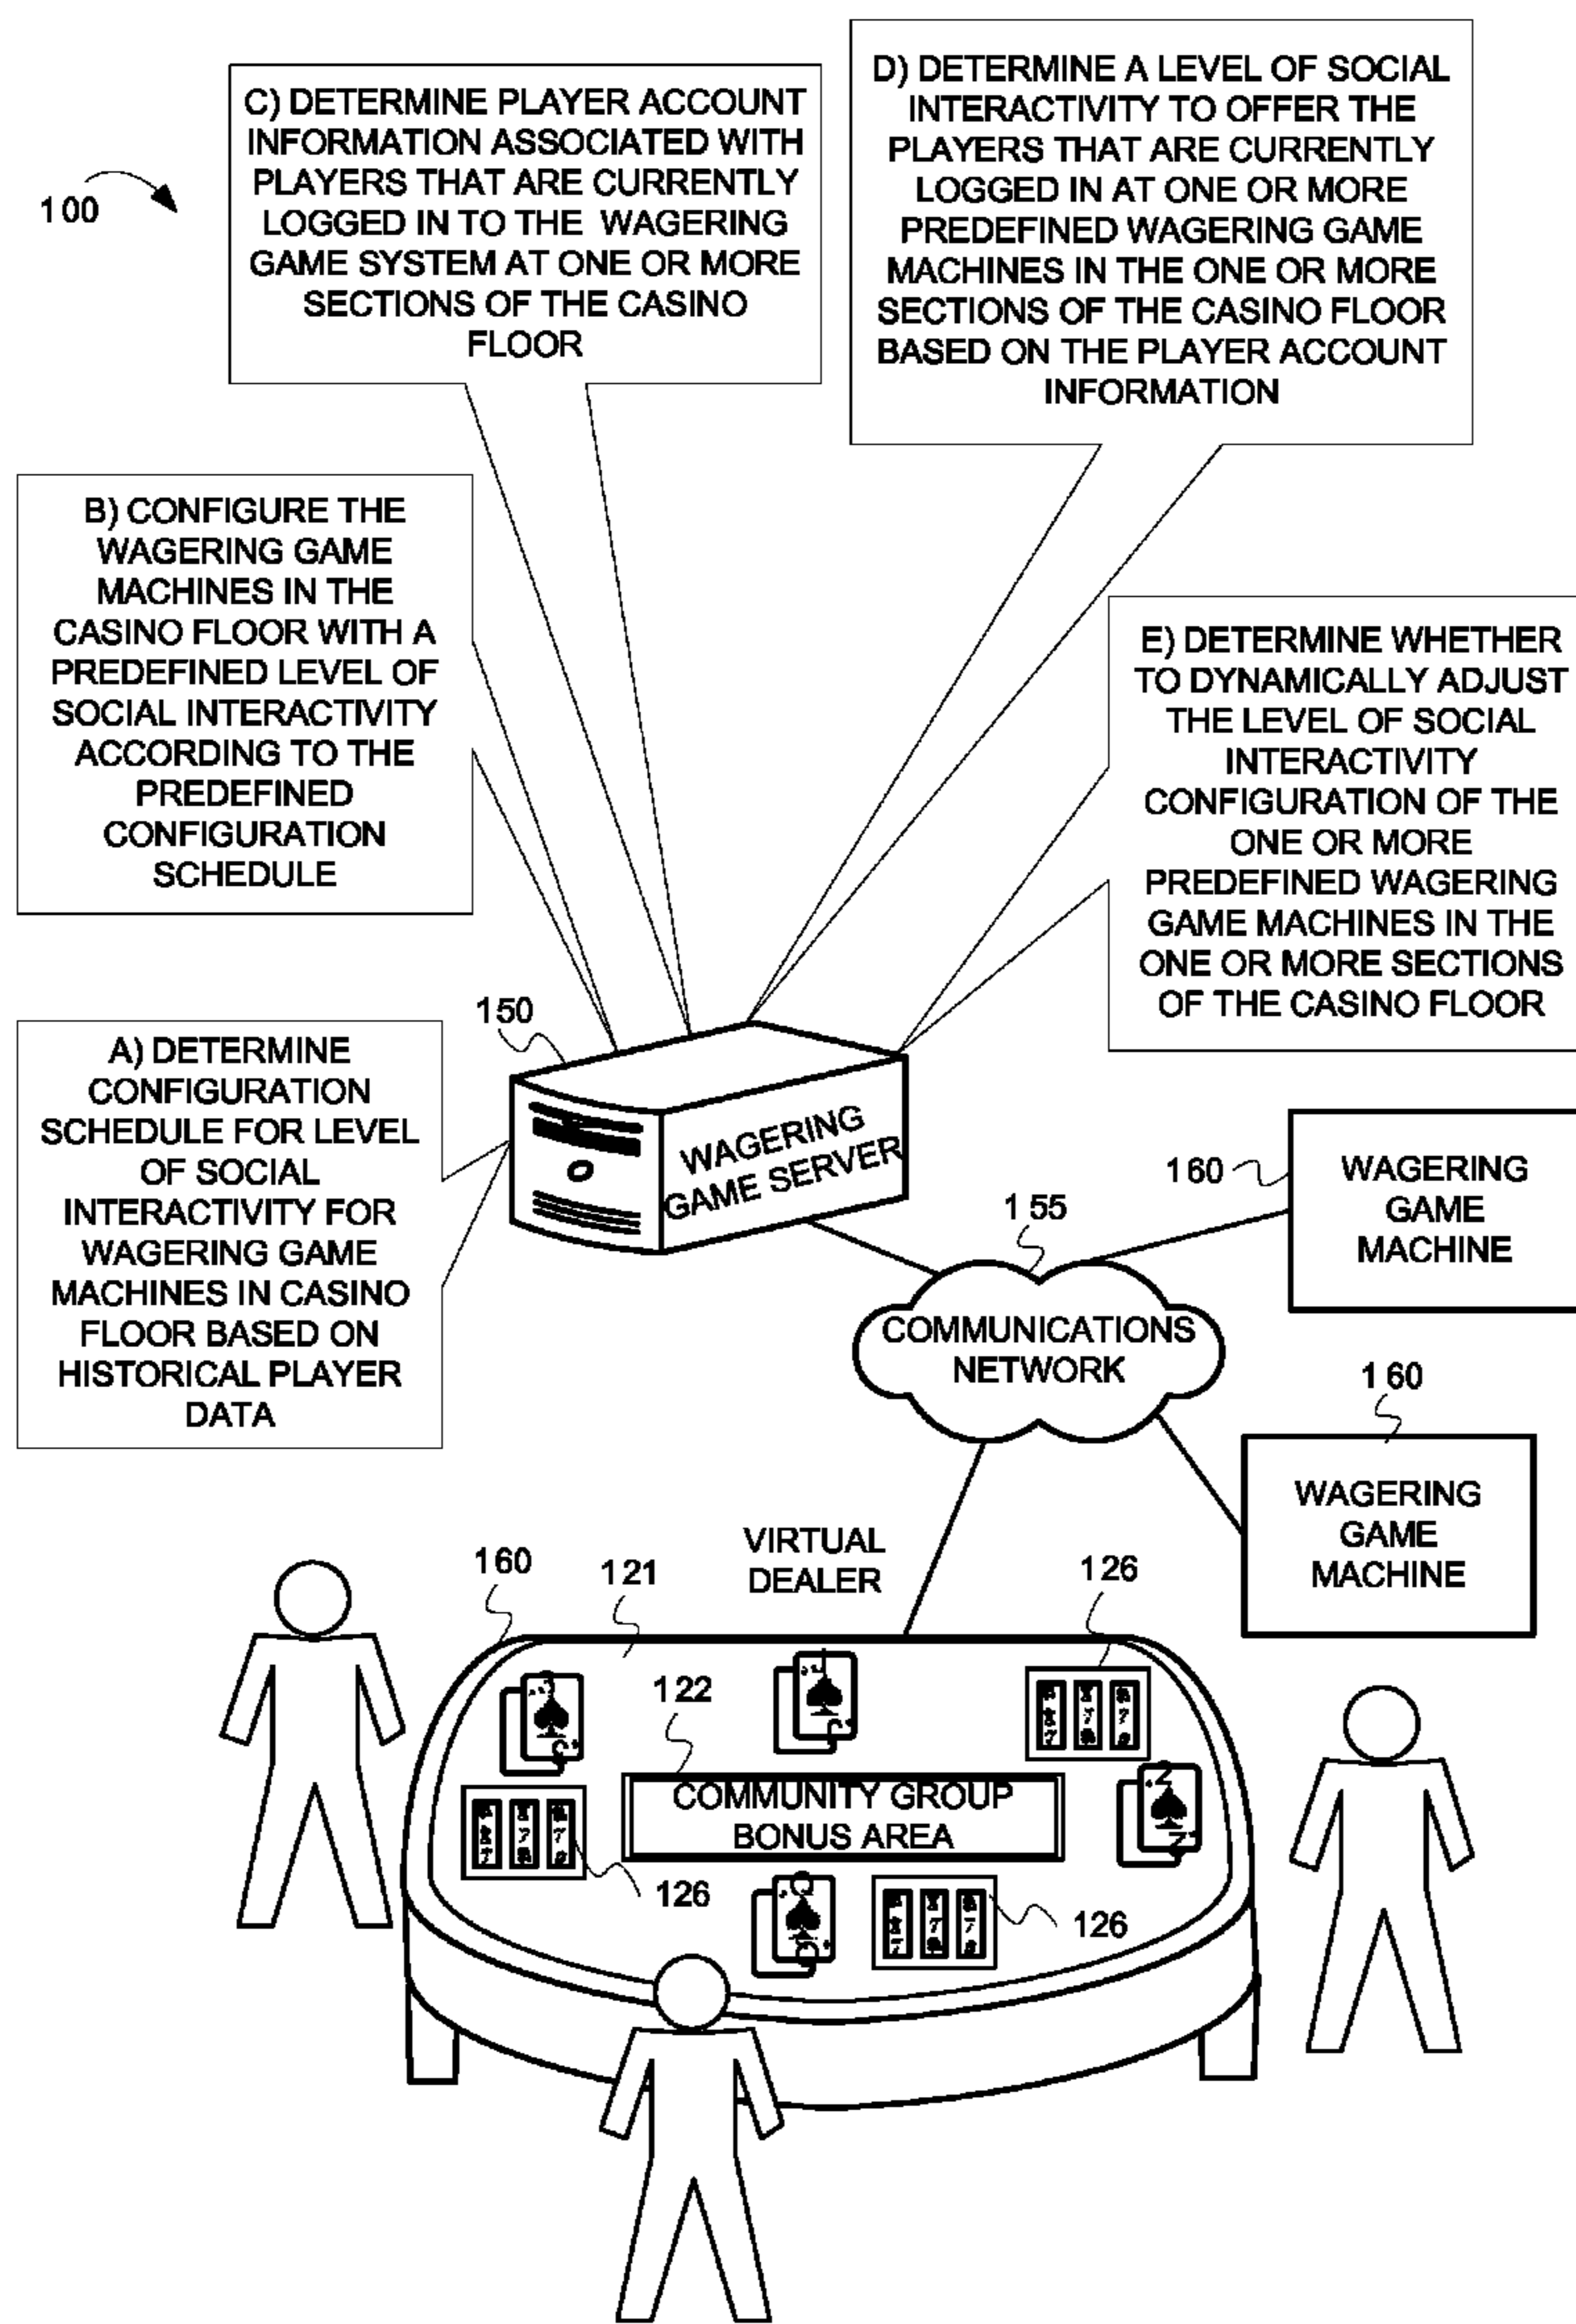 100
C) DETERMINE PLAYER ACCOUNT
INFORMATION ASSOCIATED WITH
PLAYERS THAT ARE CURRENTLY
LOGGED IN TO THE WAGERING
GAME SYSTEM AT ONE OR MORE
SECTIONS OF THE CASINO
FLOOR
D) DETERMINE A LEVEL OF SOCIAL
INTERACTIVITY TO OFFER THE
PLAYERS THAT ARE CURRENTLY
LOGGED IN AT ONE OR MORE
PREDEFINED WAGERING GAME
MACHINES IN THE ONE OR MORE
SECTIONS OF THE CASINO FLOOR
BASED ON THE PLAYER ACCOUNT
INFORMATION
B) CONFIGURE THE
WAGERING GAME
MACHINES IN THE
CASINO FLOOR WITH A
PREDEFINED LEVEL OF
SOCIAL INTERACTIVITY
ACCORDING TO THE
PREDEFINED
CONFIGURATION
SCHEDULE
E) DETERMINE WHETHER
TO DYNAMICALLY ADJUST
THE LEVEL OF SOCIAL
INTERACTIVITY
CONFIGURATION OF THE
ONE OR MORE
PREDEFINED WAGERING
GAME MACHINES IN THE
ONE OR MORE SECTIONS
OF THE CASINO FLOOR
A) DETERMINE
CONFIGURATION
SCHEDULE FOR LEVEL
OF SOCIAL
INTERACTIVITY FOR
WAGERING GAME
MACHINES IN CASINO
FLOOR BASED ON
HISTORICAL PLAYER
DATA
150
WAGERING
GAME SERVER
155
COMMUNICATIONS
NETWORK
160
WAGERING
GAME
MACHINE
160
WAGERING
GAME
MACHINE
VIRTUAL
DEALER
160
121
126
122
J
J
3
2
2
COMMUNITY GROUP
BONUS AREA
126
Q
Q
126